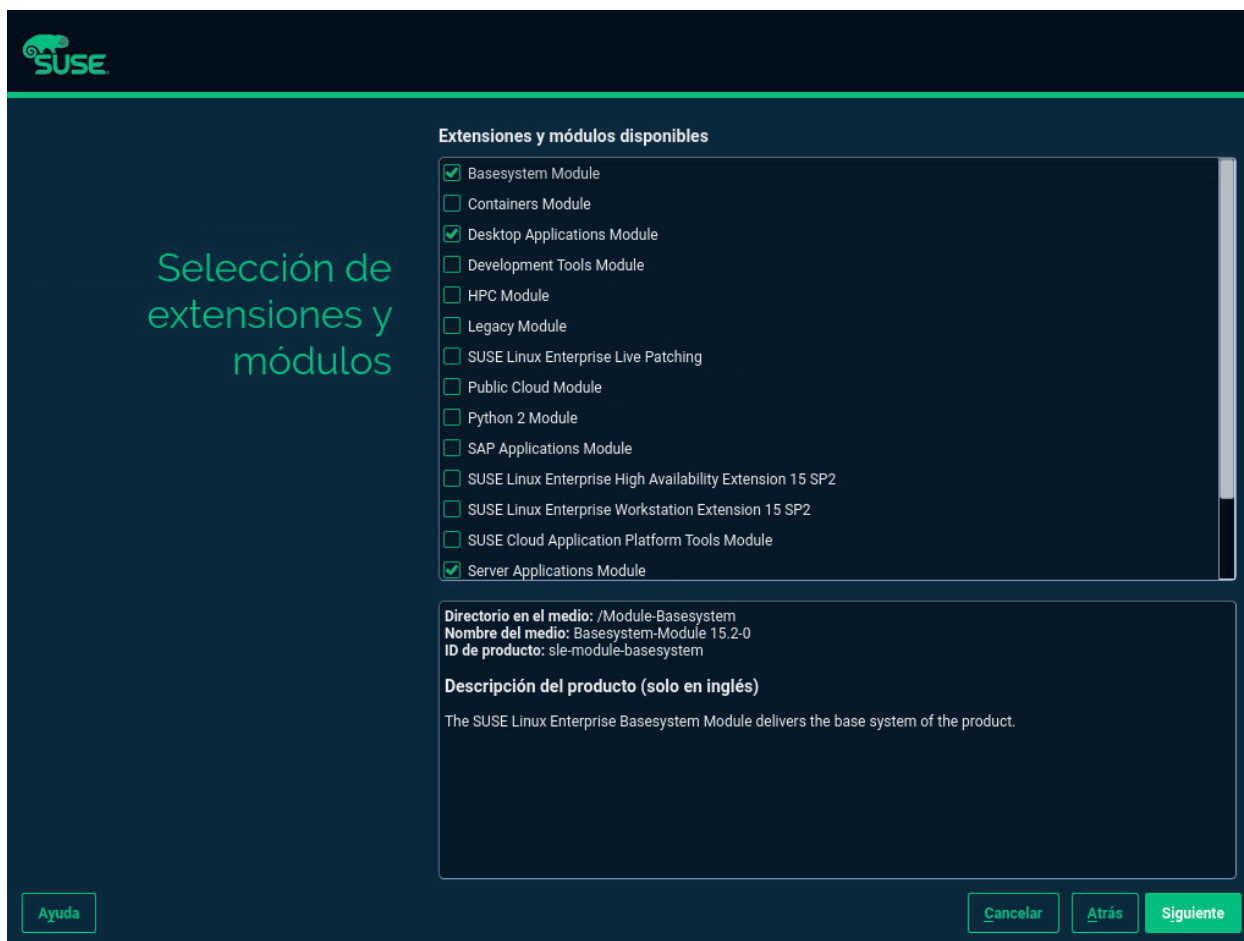 SUSE
Extensiones y módulos disponibles
Basesystem Module
Containers Module
Desktop Applications Module
Development Tools Module
HPC Module
Legacy Module
SUSE Linux Enterprise Live Patching
Public Cloud Module
Python 2 Module
SAP Applications Module
SUSE Linux Enterprise High Availability Extension 15 SP2
SUSE Linux Enterprise Workstation Extension 15 SP2
SUSE Cloud Application Platform Tools Module
Server Applications Module
Selección de
extensiones y
módulos
Directorio en el medio: /Module-Basesystem
Nombre del medio: Basesystem-Module 15.2-0
ID de producto: sle-module-basesystem
Descripción del producto (solo en inglés)
The SUSE Linux Enterprise Basesystem Module delivers the base system of the product.
Ayuda
Cancelar
Atrás
Siguiente